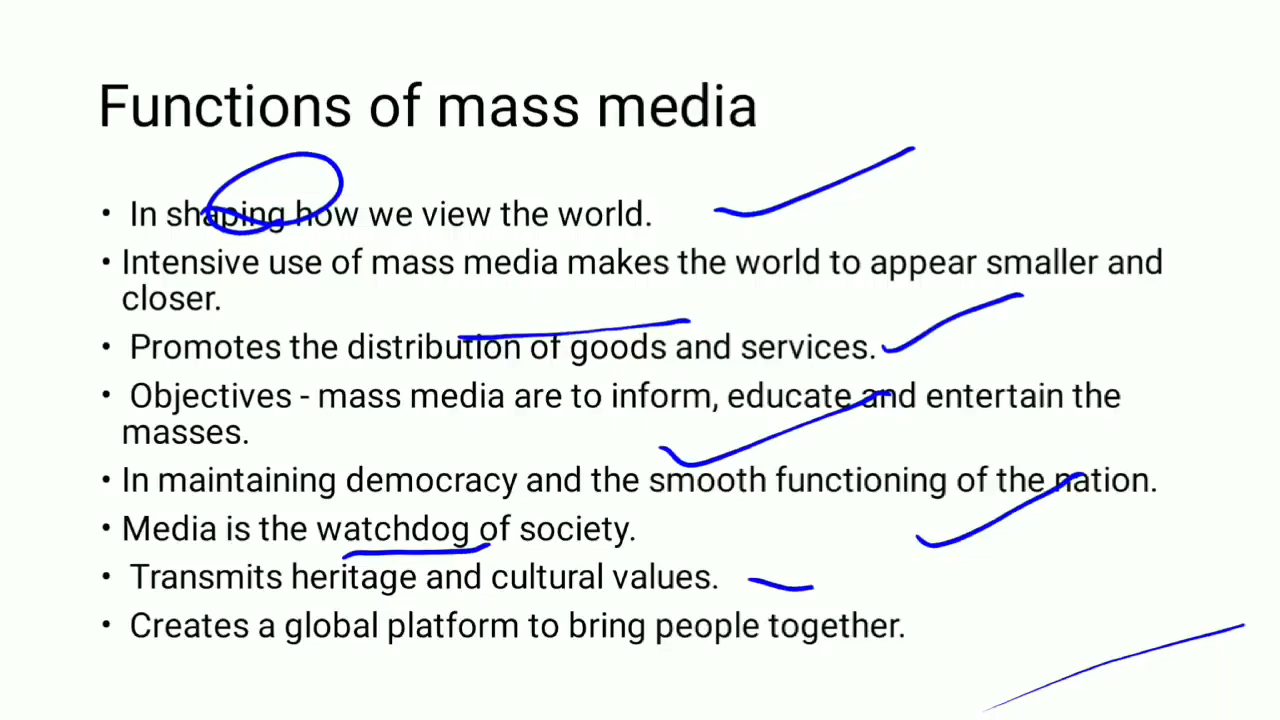 Functions of mass media
• In shaping how we view the world.
• Intensive use of mass media makes the world to appear smaller and
closer.
• Promotes the distribution of goods and services.
• Objectives - mass media are to inform, educate and entertain the
masses.
• In maintaining democracy and the smooth functioning of the nation.
• Media is the watchdog of society.
• Transmits heritage and cultural values.
• Creates a global platform to bring people together.